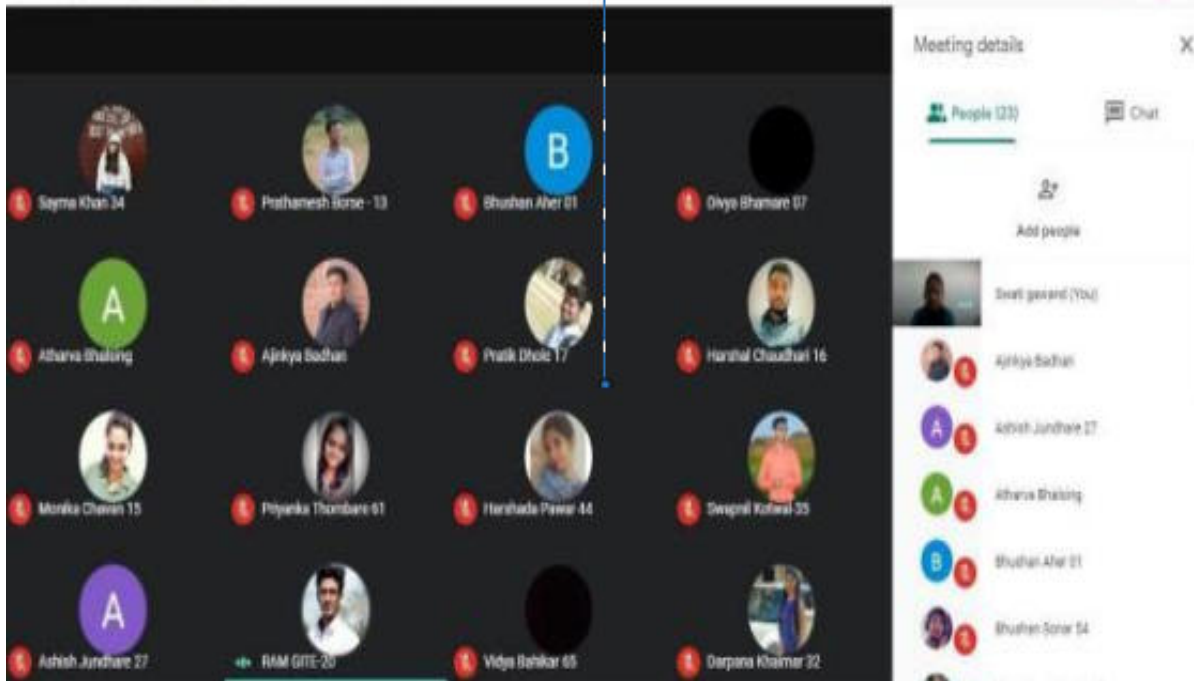 Meeting details X
People (23) Chat
Add people
Sayma Khan 34
Prathamesh Borse - 13
B
Bhushan Aher 01
Divya Bhamare 07
A
Atharva Bhalsing
Ajinkya Badhan
Pratik Dhole 17
Harshal Chaudhari 16
Monika Chavan 15
Priyanka Thombare 61
Harshada Pawar 44
Swapnil Kotwal-35
A
Ashish Jundhare 27
RAM GITE-20
Vidya Bahikar 65
Darpana Khairnar 32
Swati gawand (You)
Ajinkya Badhan
A
Ashish Jundhare 27
A
Atharva Bhalsing
B
Bhushan Aher 01
Bhushan Sonar 54